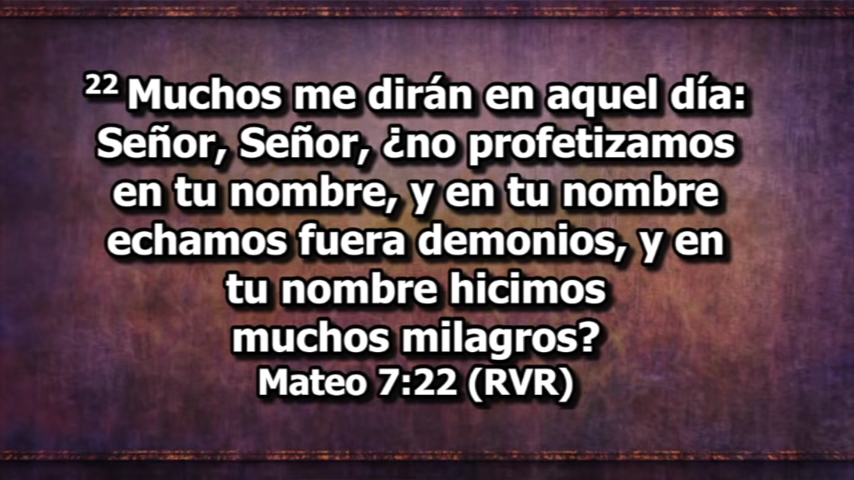 22 Muchos me dirán en aquel día:
Señor, Señor, ¿no profetizamos
en tu nombre, y en tu nombre
echamos fuera demonios, y en
tu nombre hicimos
muchos milagros?
Mateo 7:22 (RVR)